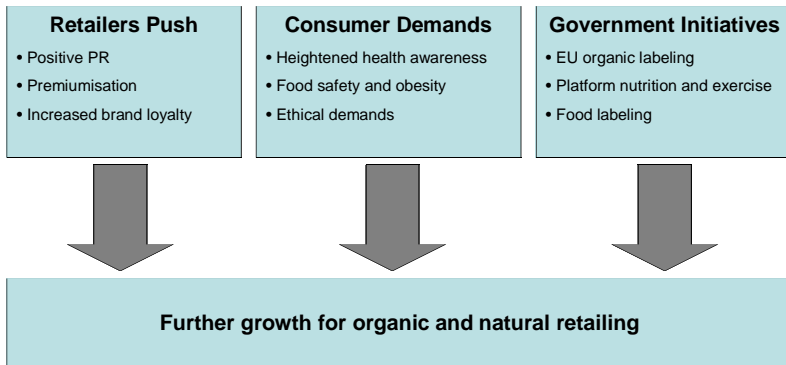 Retailers Push
• Positive PR
• Premiumisation
• Increased brand loyalty
Consumer Demands
• Heightened health awareness
• Food safety and obesity
• Ethical demands
Government Initiatives
• EU organic labeling
• Platform nutrition and exercise
• Food labeling
Further growth for organic and natural retailing